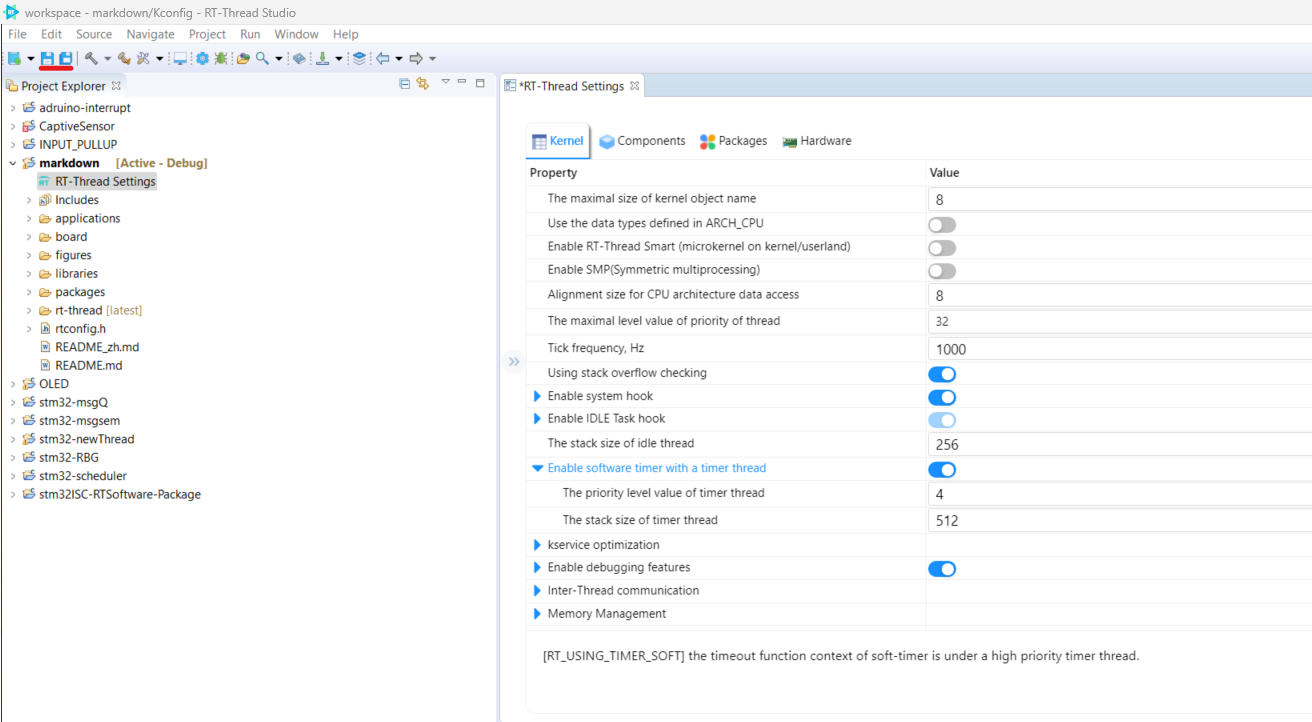 workspace - markdown/Kconfig - RT-Thread Studio
File Edit Source Navigate Project Run Window Help
Project Explorer
adruino-interrupt
CaptiveSensor
INPUT_PULLUP
markdown [Active - Debug]
RT-Thread Settings
Includes
applications
board
figures
libraries
packages
rt-thread [latest]
rtconfig.h
README_zh.md
README.md
OLED
stm32-msgQ
stm32-msgsem
stm32-newThread
stm32-RBG
stm32-scheduler
stm32ISC-RTSoftware-Package
*RT-Thread Settings
Kernel Components Packages Hardware
Property Value
The maximal size of kernel object name 8
Use the data types defined in ARCH_CPU
Enable RT-Thread Smart (microkernel on kernel/userland)
Enable SMP(Symmetric multiprocessing)
Alignment size for CPU architecture data access 8
The maximal level value of priority of thread 32
Tick frequency, Hz 1000
Using stack overflow checking
Enable system hook
Enable IDLE Task hook
The stack size of idle thread 256
Enable software timer with a timer thread
The priority level value of timer thread 4
The stack size of timer thread 512
kservice optimization
Enable debugging features
Inter-Thread communication
Memory Management
[RT_USING_TIMER_SOFT] the timeout function context of soft-timer is under a high priority timer thread.